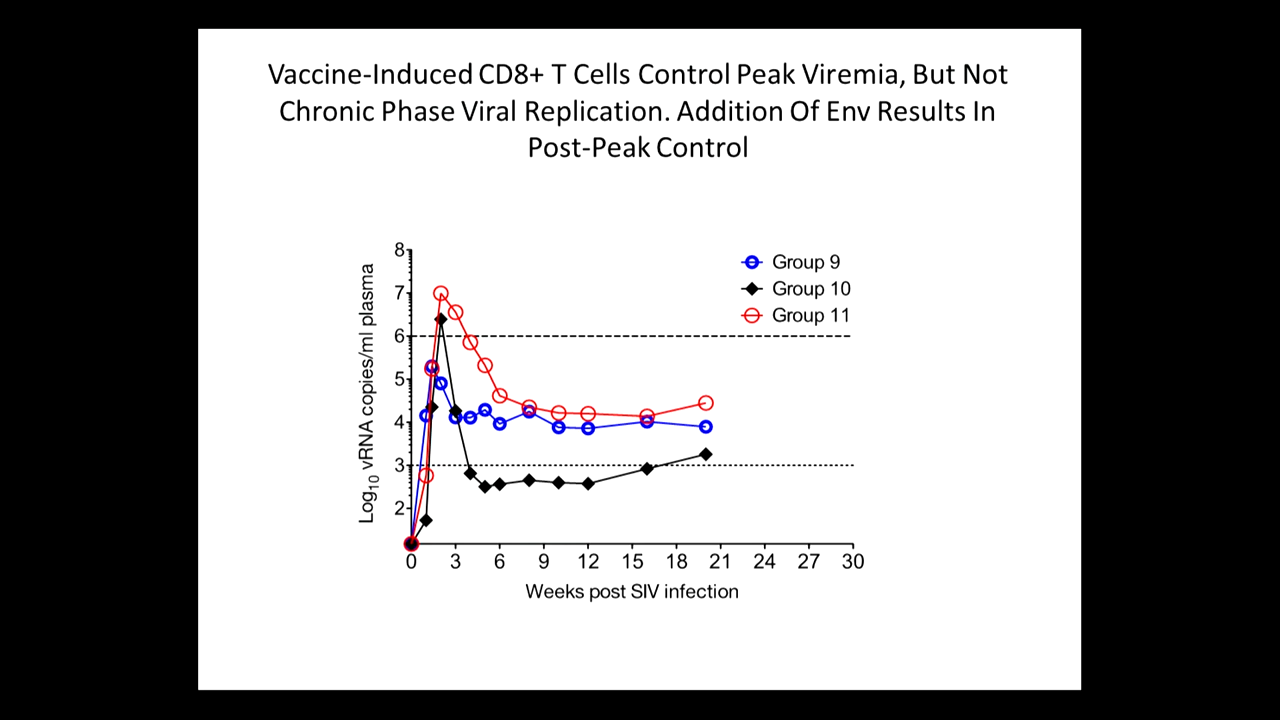 Vaccine-Induced CD8+ T Cells Control Peak Viremia, But Not
Chronic Phase Viral Replication. Addition Of Env Results In
Post-Peak Control
Log10 vRNA copies/ml plasma
8
7
6
5
4
3
2
Group 9
Group 10
Group 11
0 3 6 9 12 15 18 21 24 27 30
Weeks post SIV infection